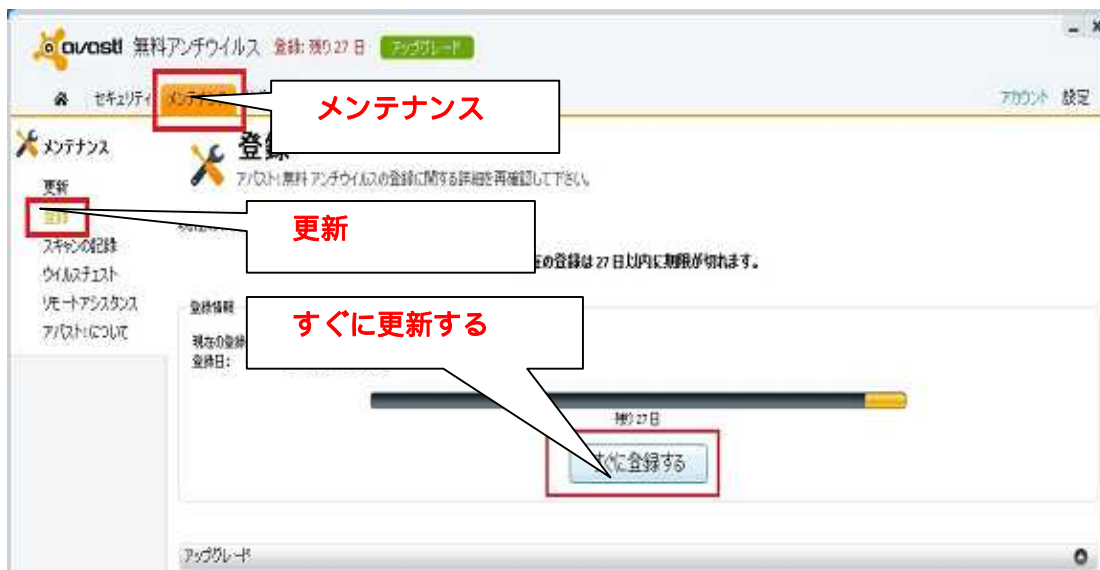 avast! 無料アンチウイルス 登録: 残り 27 日 アップグレード
セキュリティ メンテナンス アカウント 設定
メンテナンス
メンテナンス
登録
アバスト! 無料 アンチウイルスの登録に関する詳細を再確認して下さい。
更新
登録
更新
スキャンの記録
ウイルスチェスト
リモートアシスタンス
アバスト! について
の登録は 27 日以内に期限が切れます。
登録情報
すぐに更新する
現在の登録
登録日:
残り 27 日
すぐに登録する
アップグレード